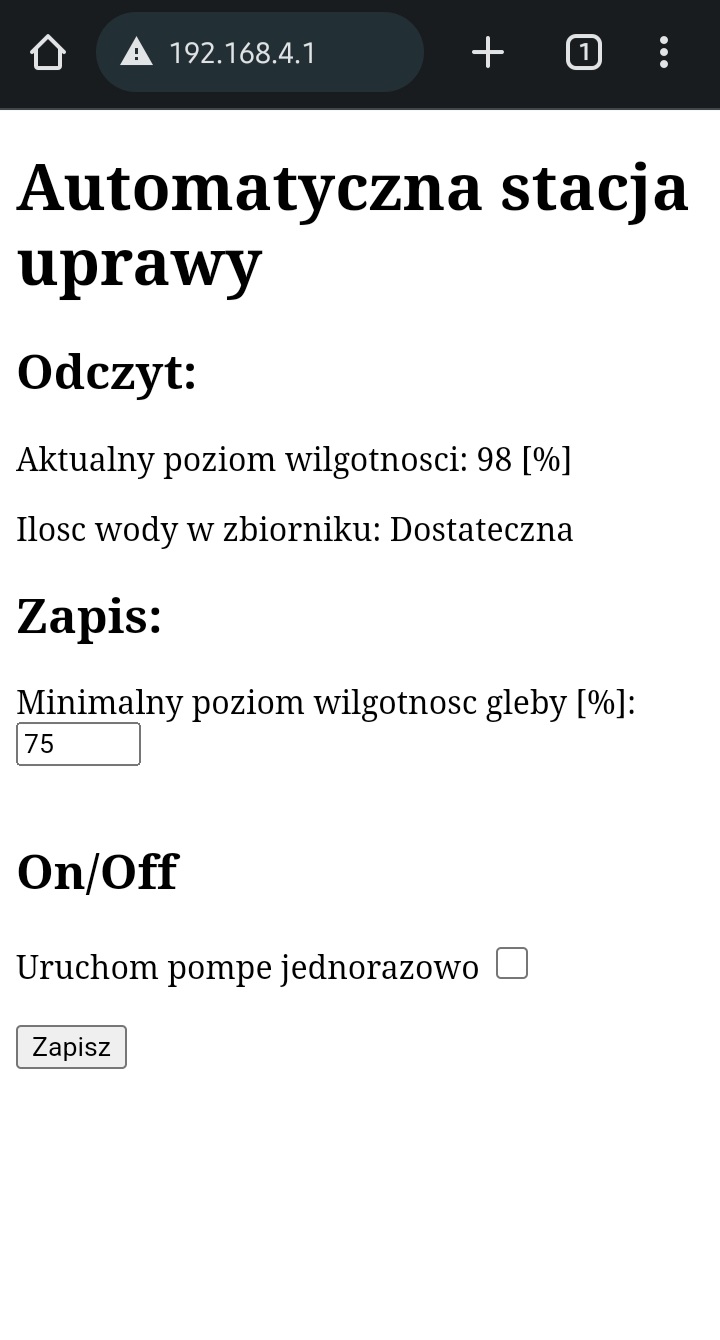 192.168.4.1
1
Automatyczna stacja
uprawy
Odczyt:
Aktualny poziom wilgotnosci: 98 [%]
Ilosc wody w zbiorniku: Dostateczna
Zapis:
Minimalny poziom wilgotnosc gleby [%]:
75
On/Off
Uruchom pompe jednorazowo
Zapisz